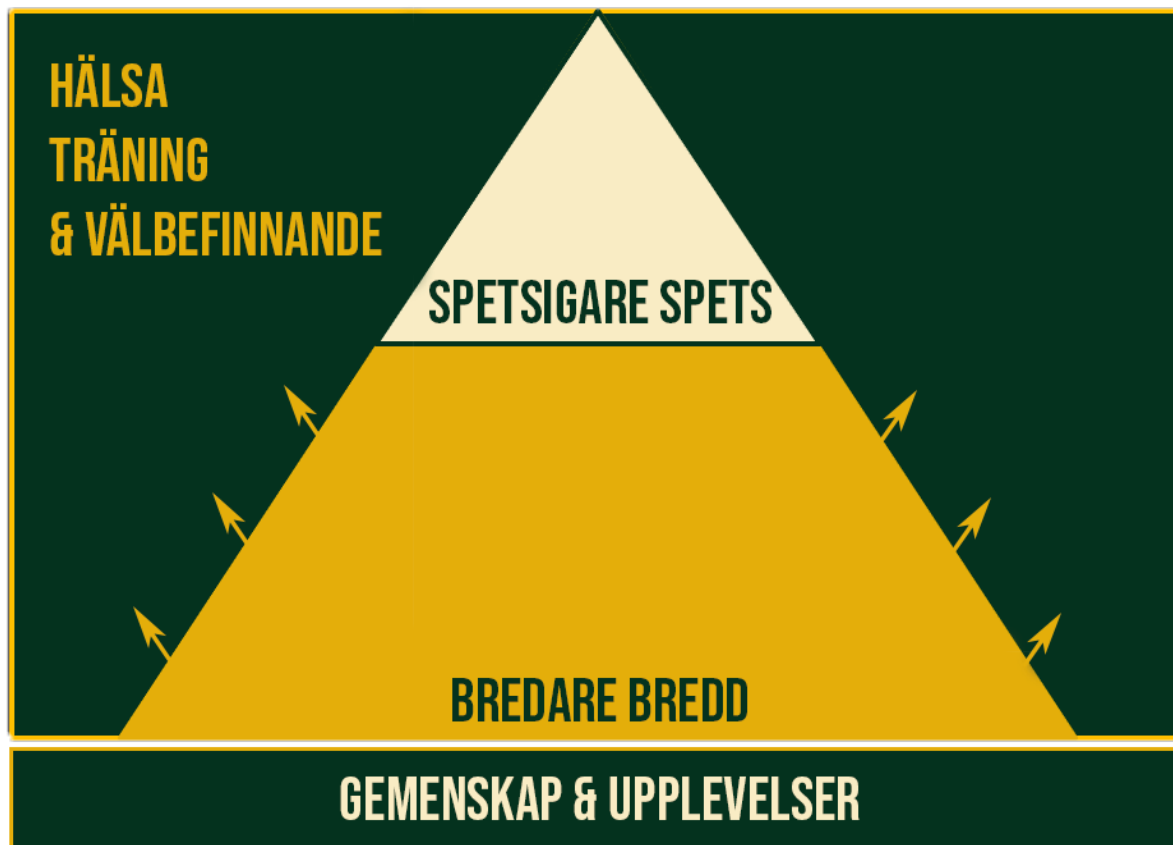 HÄLSA
TRÄNING
& VÄLBEFINNANDE
SPETSIGARE SPETS
BREDARE BREDD
GEMENSKAP & UPPLEVELSER